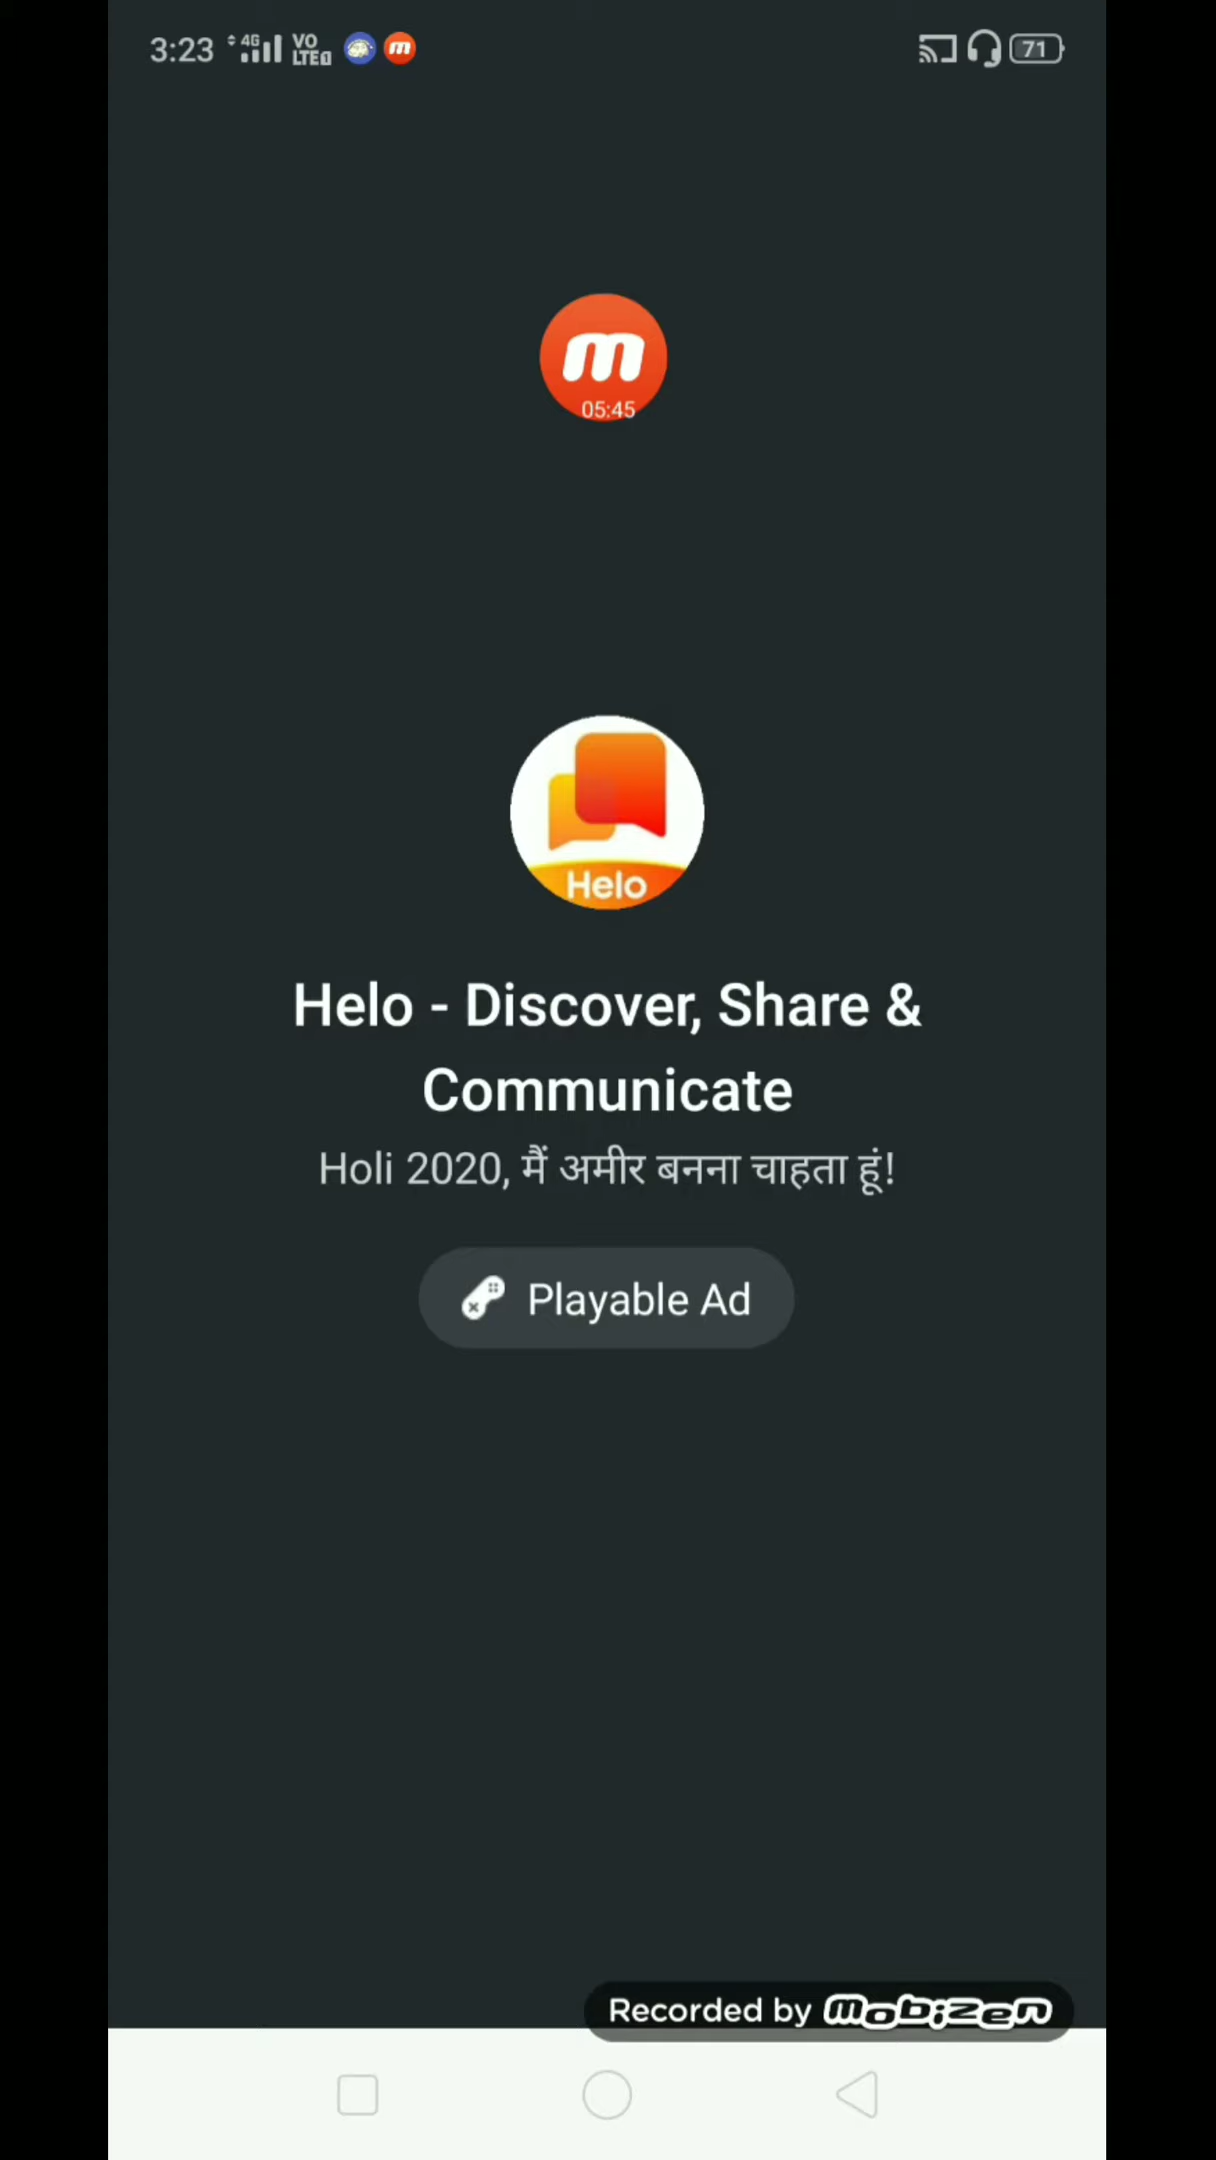 3:23 4G VO LTE m 71
m
05:45
Helo
Helo - Discover, Share &
Communicate
Holi 2020, मैं अमीर बनना चाहता हूं!
Playable Ad
Recorded by mobizen